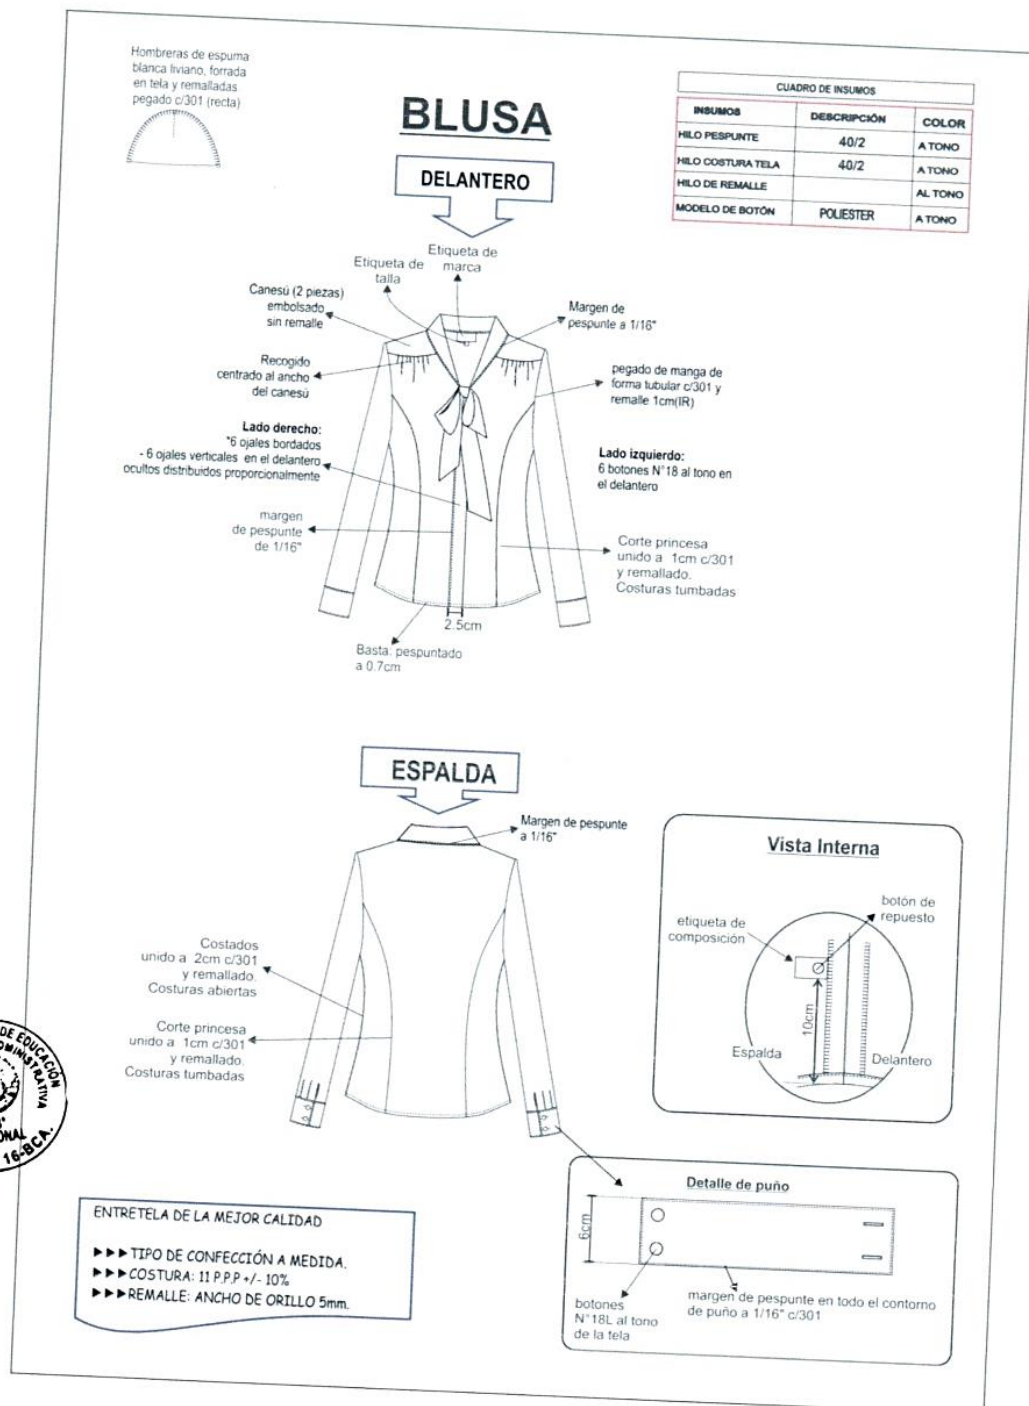 Hombreras de espuma
blanca liviano, forrada
en tela y remalladas
pegado c/301 (recta)
BLUSA
CUADRO DE INSUMOS
INSUMOS DESCRIPCIÓN COLOR
HILO PESPUNTE 40/2 A TONO
HILO COSTURA TELA 40/2 A TONO
HILO DE REMALLE AL TONO
MODELO DE BOTÓN POLIESTER A TONO
DELANTERO
Etiqueta de
marca
Etiqueta de
talla
Canesú (2 piezas)
embolsado
sin remalle
Margen de
pespunte a 1/16"
Recogido
centrado al ancho
del canesú
pegado de manga de
forma tubular c/301 y
remalle 1cm(IR)
Lado derecho:
*6 ojales bordados
- 6 ojales verticales en el delantero
ocultos distribuidos proporcionalmente
Lado izquierdo:
6 botones N°18 al tono en
el delantero
margen
de pespunte
de 1/16"
Corte princesa
unido a 1cm c/301
y remallado.
Costuras tumbadas
2.5cm
Basta: pespuntado
a 0.7cm
ESPALDA
Margen de pespunte
a 1/16"
Costados
unido a 2cm c/301
y remallado.
Costuras abiertas
Corte princesa
unido a 1cm c/301
y remallado.
Costuras tumbadas
Vista Interna
botón de
repuesto
etiqueta de
composición
10cm
Espalda
Delantero
DE EDUCACIÓN
ADMINISTRATIVA
16-BCA.
Detalle de puño
6cm
botones
N°18L al tono
de la tela
margen de pespunte en todo el contorno
de puño a 1/16" c/301
ENTRETELA DE LA MEJOR CALIDAD
►►►TIPO DE CONFECCIÓN A MEDIDA.
►►►COSTURA: 11 P.P.P +/- 10%
►►►REMALLE: ANCHO DE ORILLO 5mm.